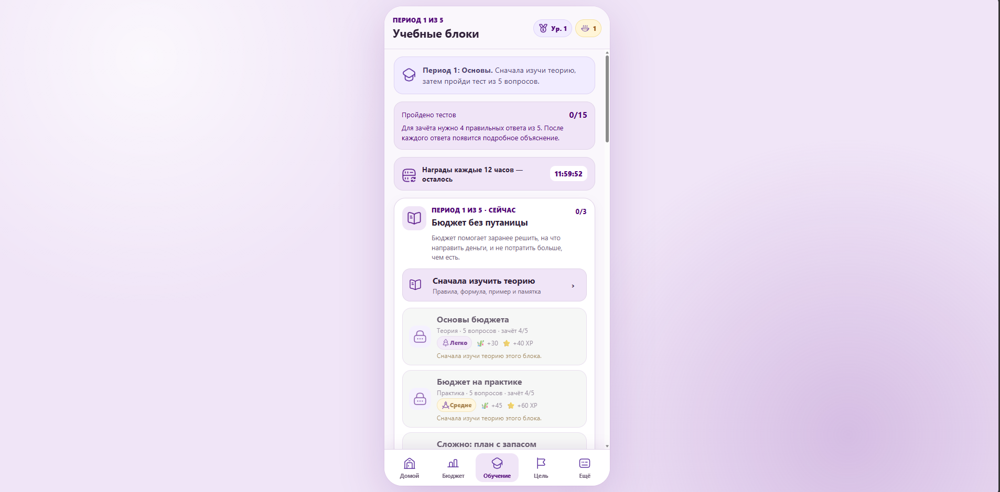 ПЕРИОД 1 ИЗ 5
Учебные блоки
Ур. 1
1
Период 1: Основы. Сначала изучи теорию,
затем пройди тест из 5 вопросов.
Пройдено тестов
0/15
Для зачёта нужно 4 правильных ответа из 5. После
каждого ответа появится подробное объяснение.
Награды каждые 12 часов —
осталось
11:59:52
ПЕРИОД 1 ИЗ 5 · СЕЙЧАС
0/3
Бюджет без путаницы
Бюджет помогает заранее решить, на что
направить деньги, и не потратить больше,
чем есть.
Сначала изучить теорию
Правила, формула, пример и памятка
›
Основы бюджета
Теория · 5 вопросов · зачёт 4/5
Легко +30 +40 XP
Сначала изучи теорию этого блока.
Бюджет на практике
Практика · 5 вопросов · зачёт 4/5
Средне +45 +60 XP
Сначала изучи теорию этого блока.
Сложно: план с запасом
Домой
Бюджет
Обучение
Цель
Ещё